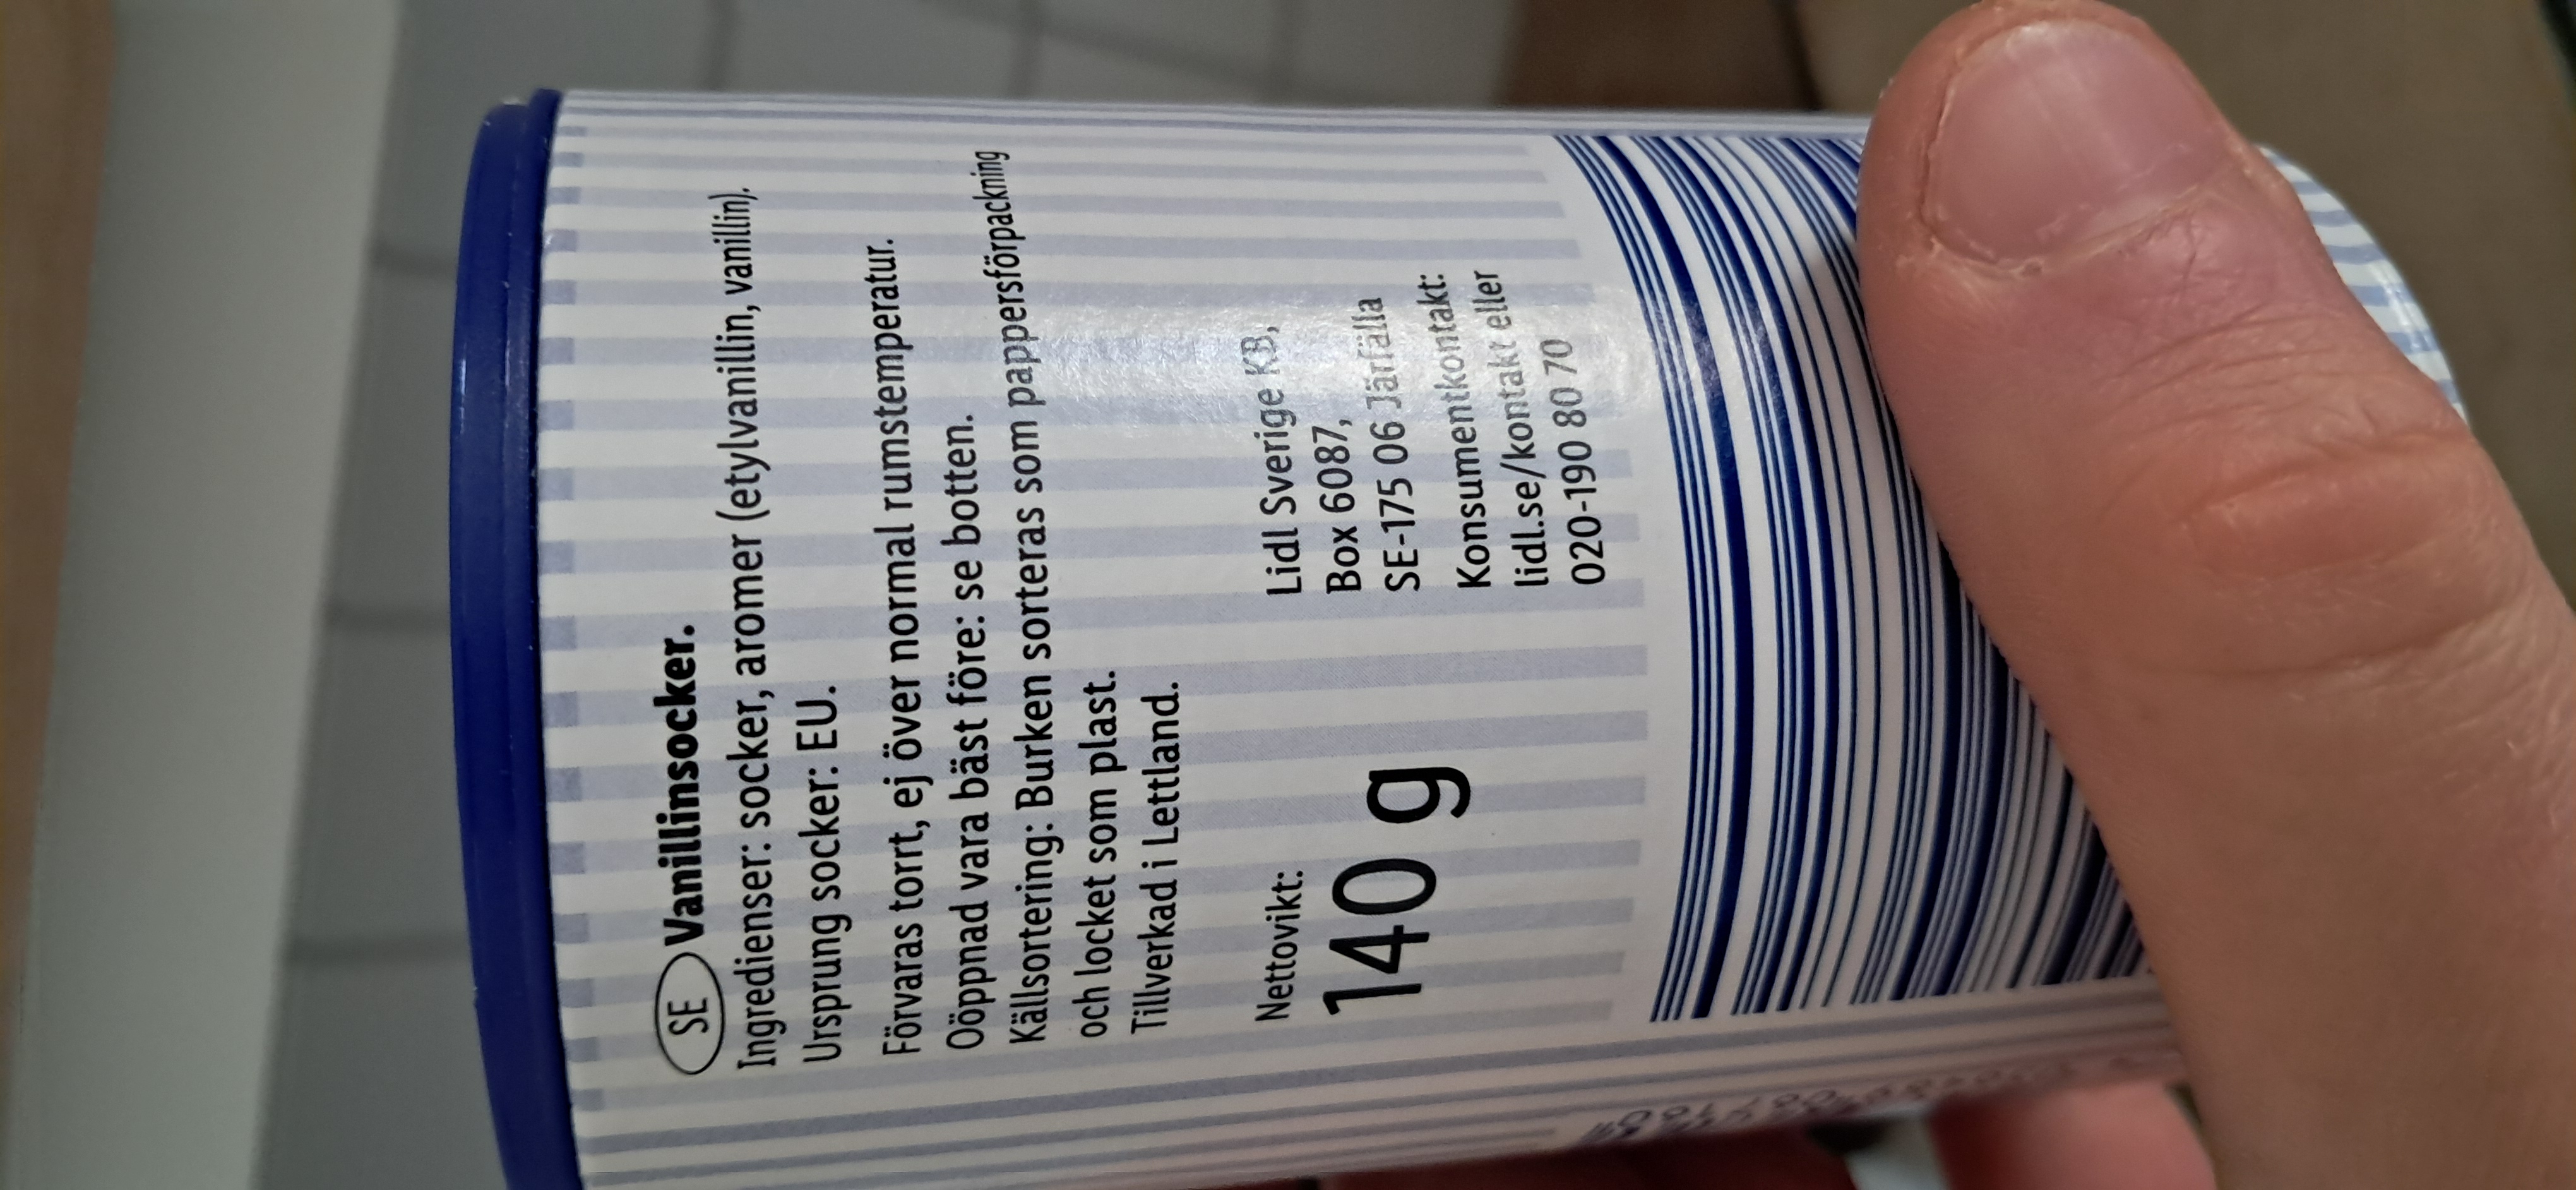 SE Vanillinsocker.
Ingredienser: socker, aromer (etylvanillin, vanillin).
Ursprung socker: EU.
Förvaras torrt, ej över normal rumstemperatur.
Oöppnad vara bäst före: se botten.
Källsortering: Burken sorteras som pappersförpackning
och locket som plast.
Tillverkad i Lettland.
Nettovikt:
140 g
Lidl Sverige KB,
Box 6087,
SE-175 06 Järfälla
Konsumentkontakt:
lidl.se/kontakt eller
020-190 80 70